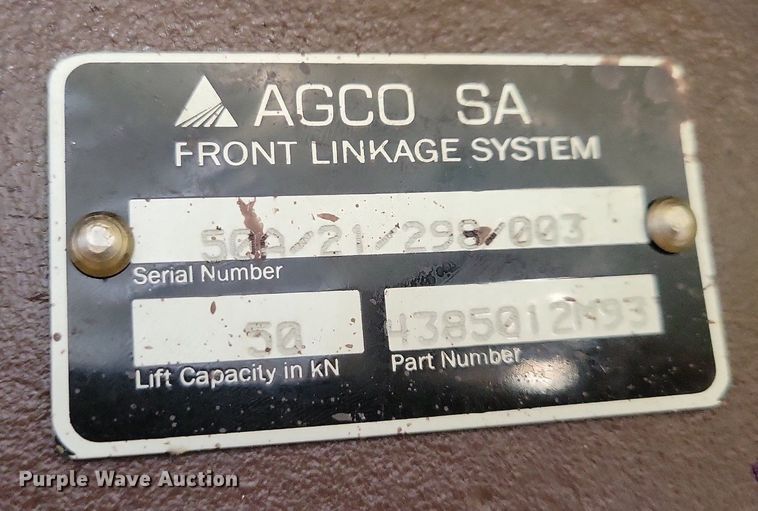 AGCO SA
FRONT LINKAGE SYSTEM
50A/21/298/003
Serial Number
50
Lift Capacity in kN
4385012M93
Part Number
Purple Wave Auction